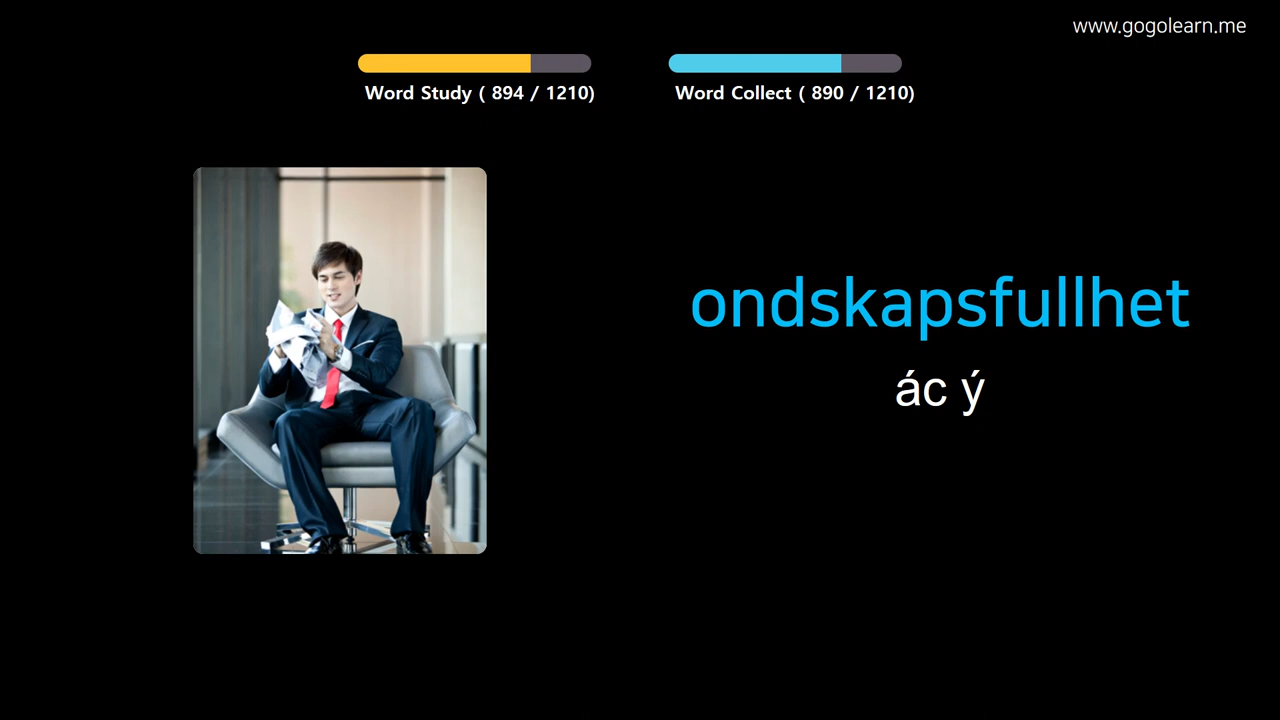 www.gogolearn.me
Word Study ( 894 / 1210)
Word Collect ( 890 / 1210)
ondskapsfullhet
ác ý